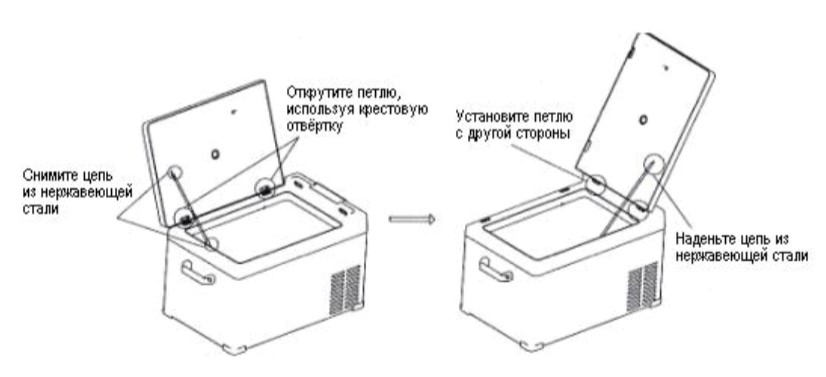 Открутите петлю,
используя крестовую
отвёртку
Снимите цепь
из нержавеющей
стали
Установите петлю
с другой стороны
Наденьте цепь из
нержавеющей стали